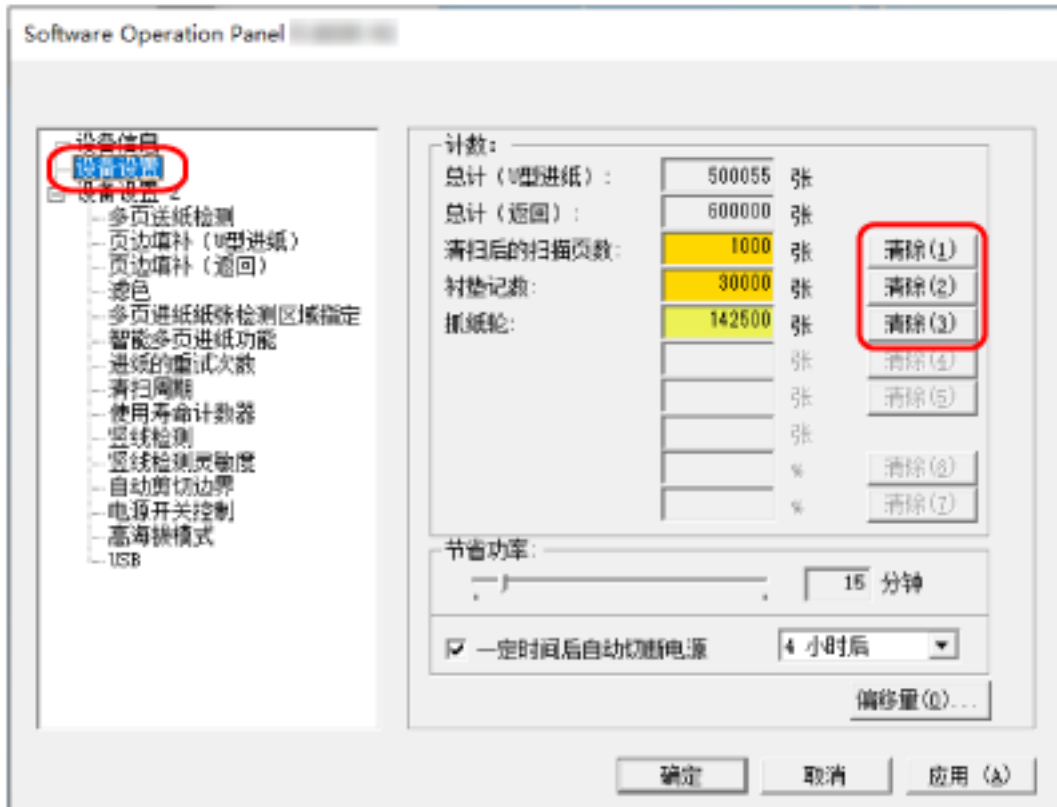 Software Operation Panel
设备信息
设备设置
设备设置 2
多页送纸检测
页边填补（U型进纸）
页边填补（返回）
滤色
多页进纸纸张检测区域指定
智能多页进纸功能
进纸的重试次数
清扫周期
使用寿命计数器
竖线检测
竖线检测灵敏度
自动剪切边界
电源开关控制
高海拔模式
USB
计数：
总计（U型进纸）： 500055 张
总计（返回）： 600000 张
清扫后的扫描页数： 1000 张 清除(1)
衬垫记数： 30000 张 清除(2)
抓纸轮： 142500 张 清除(3)
张 清除(4)
张 清除(5)
张
% 清除(6)
% 清除(7)
节省功率：
15 分钟
一定时间后自动切断电源 4 小时后
偏移量(O)...
确定 取消 应用 (A)